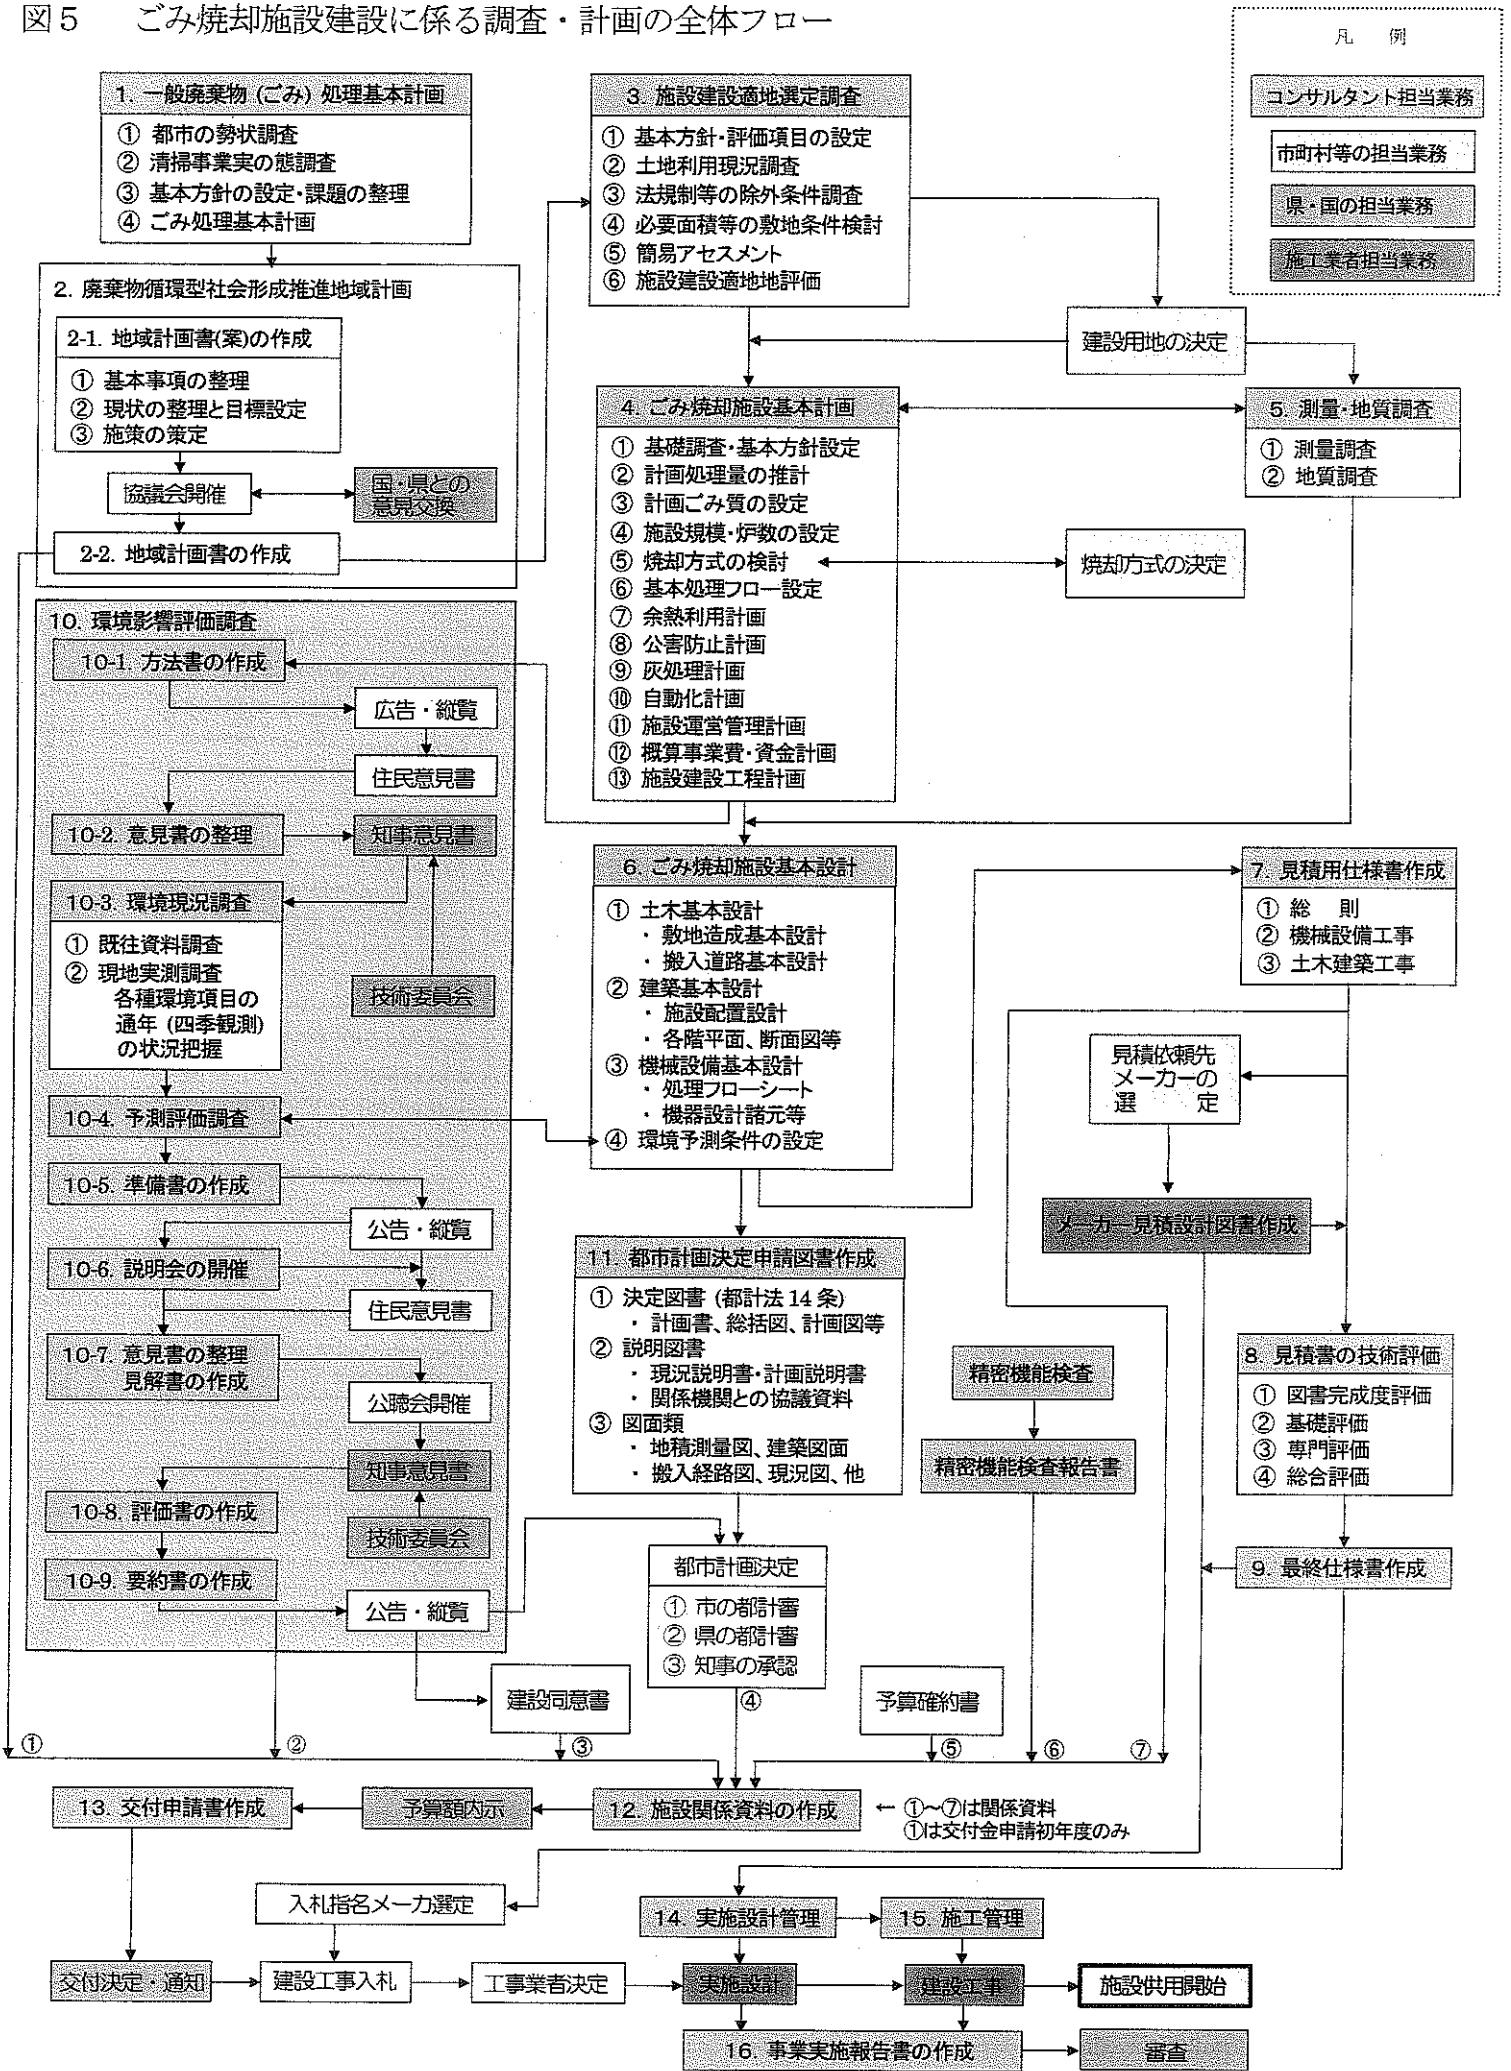 図5　ごみ焼却施設建設に係る調査・計画の全体フロー
凡　例
コンサルタント担当業務
市町村等の担当業務
県・国の担当業務
施工業者担当業務
1. 一般廃棄物(ごみ)処理基本計画
① 都市の勢状調査
② 清掃事業実の態調査
③ 基本方針の設定・課題の整理
④ ごみ処理基本計画
2. 廃棄物循環型社会形成推進地域計画
2-1. 地域計画書(案)の作成
① 基本事項の整理
② 現状の整理と目標設定
③ 施策の策定
協議会開催
国・県との
意見交換
2-2. 地域計画書の作成
3. 施設建設適地選定調査
① 基本方針・評価項目の設定
② 土地利用現況調査
③ 法規制等の除外条件調査
④ 必要面積等の敷地条件検討
⑤ 簡易アセスメント
⑥ 施設建設適地地評価
建設用地の決定
4. ごみ焼却施設基本計画
① 基礎調査・基本方針設定
② 計画処理量の推計
③ 計画ごみ質の設定
④ 施設規模・炉数の設定
⑤ 焼却方式の検討
⑥ 基本処理フロー設定
⑦ 余熱利用計画
⑧ 公害防止計画
⑨ 灰処理計画
⑩ 自動化計画
⑪ 施設運営管理計画
⑫ 概算事業費・資金計画
⑬ 施設建設工程計画
5. 測量・地質調査
① 測量調査
② 地質調査
焼却方式の決定
10. 環境影響評価調査
10-1. 方法書の作成
広告・縦覧
住民意見書
10-2. 意見書の整理
知事意見書
10-3. 環境現況調査
① 既往資料調査
② 現地実測調査
各種環境項目の
通年(四季観測)
の状況把握
技術委員会
10-4. 予測評価調査
10-5. 準備書の作成
公告・縦覧
10-6. 説明会の開催
住民意見書
10-7. 意見書の整理
見解書の作成
公聴会開催
知事意見書
10-8. 評価書の作成
技術委員会
10-9. 要約書の作成
公告・縦覧
6. ごみ焼却施設基本設計
① 土木基本設計
・ 敷地造成基本設計
・ 搬入道路基本設計
② 建築基本設計
・ 施設配置設計
・ 各階平面、断面図等
③ 機械設備基本設計
・ 処理フローシート
・ 機器設計諸元等
④ 環境予測条件の設定
7. 見積用仕様書作成
① 総　則
② 機械設備工事
③ 土木建築工事
見積依頼先
メーカーの
選　　定
メーカー見積設計図書作成
11. 都市計画決定申請図書作成
① 決定図書(都計法14条)
・ 計画書、総括図、計画図等
② 説明図書
・ 現況説明書・計画説明書
・ 関係機関との協議資料
③ 図面類
・ 地積測量図、建築図面
・ 搬入経路図、現況図、他
精密機能検査
精密機能検査報告書
8. 見積書の技術評価
① 図書完成度評価
② 基礎評価
③ 専門評価
④ 総合評価
9. 最終仕様書作成
都市計画決定
① 市の都計審
② 県の都計審
③ 知事の承認
建設同意書
予算確約書
①
②
③
④
⑤
⑥
⑦
13. 交付申請書作成
予算額内示
12. 施設関係資料の作成
← ①～⑦は関係資料
①は交付金申請初年度のみ
入札指名メーカ選定
14. 実施設計管理
15. 施工管理
交付決定・通知
建設工事入札
工事業者決定
実施設計
建設工事
施設供用開始
16. 事業実施報告書の作成
審査